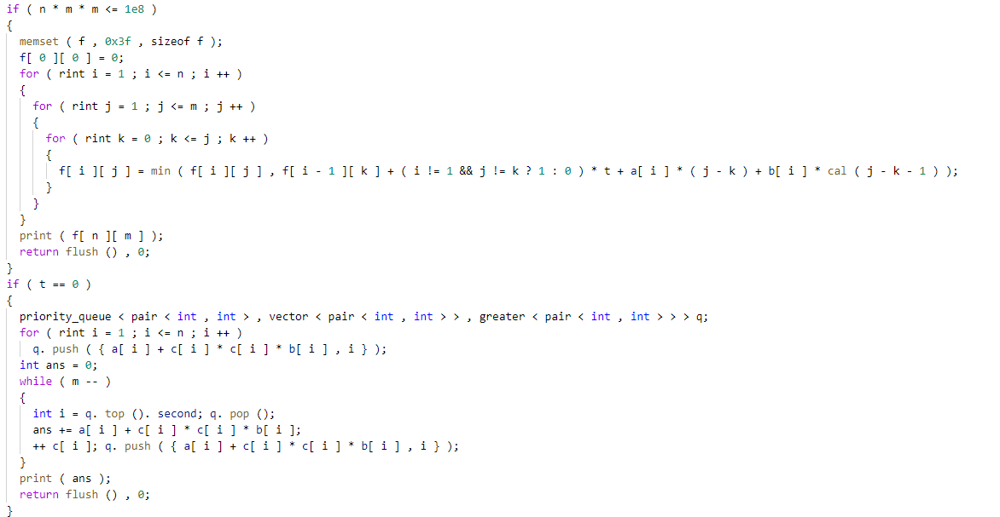 if ( n * m * m <= 1e8 )
{
memset ( f , 0x3f , sizeof f );
f[ 0 ][ 0 ] = 0;
for ( rint i = 1 ; i <= n ; i ++ )
{
for ( rint j = 1 ; j <= m ; j ++ )
{
for ( rint k = 0 ; k <= j ; k ++ )
{
f[ i ][ j ] = min ( f[ i ][ j ] , f[ i - 1 ][ k ] + ( i != 1 && j != k ? 1 : 0 ) * t + a[ i ] * ( j - k ) + b[ i ] * cal ( j - k - 1 ) );
}
}
}
print ( f[ n ][ m ] );
return flush () , 0;
}
if ( t == 0 )
{
priority_queue < pair < int , int > , vector < pair < int , int > > , greater < pair < int , int > > > q;
for ( rint i = 1 ; i <= n ; i ++ )
q. push ( { a[ i ] + c[ i ] * c[ i ] * b[ i ] , i } );
int ans = 0;
while ( m -- )
{
int i = q. top (). second; q. pop ();
ans += a[ i ] + c[ i ] * c[ i ] * b[ i ];
++ c[ i ]; q. push ( { a[ i ] + c[ i ] * c[ i ] * b[ i ] , i } );
}
print ( ans );
return flush () , 0;
}